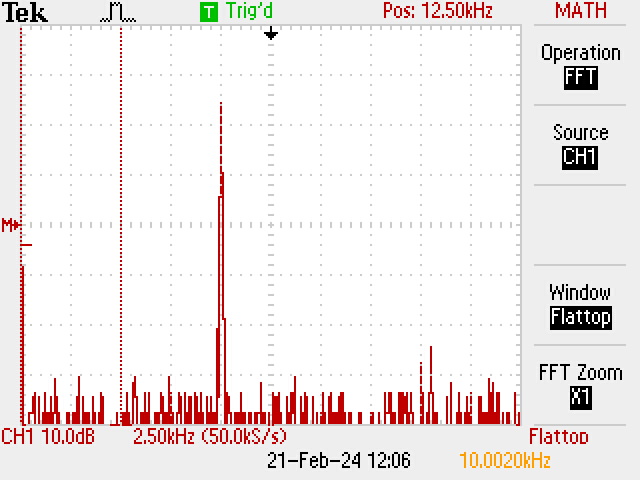 Tek T Trig'd Pos: 12.50kHz MATH
Operation
FFT
Source
CH1
M
Window
Flattop
FFT Zoom
X1
CH1 10.0dB 2.50kHz (50.0kS/s) Flattop
21-Feb-24 12:06 10.0020kHz